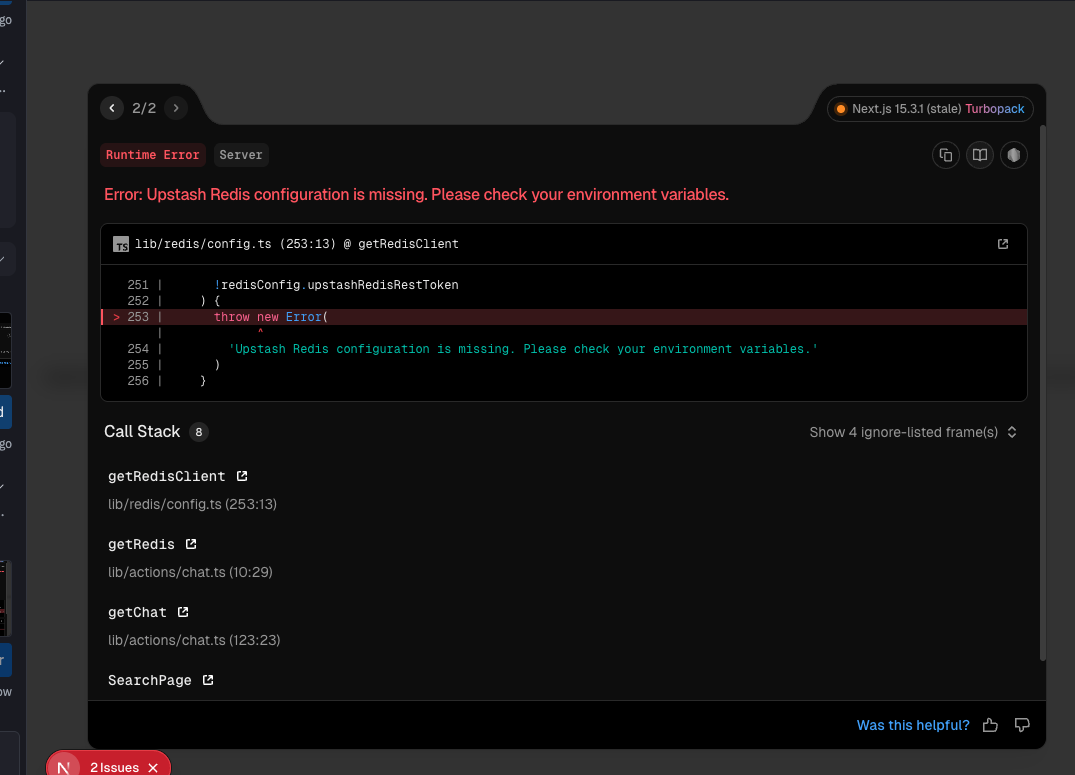 go
2/2
Next.js 15.3.1 (stale) Turbopack
Runtime Error Server
Error: Upstash Redis configuration is missing. Please check your environment variables.
TS lib/redis/config.ts (253:13) @ getRedisClient
251 | !redisConfig.upstashRedisRestToken
252 | ) {
> 253 | throw new Error(
| ^
254 | 'Upstash Redis configuration is missing. Please check your environment variables.'
255 | )
256 | }
d
go
Call Stack 8
Show 4 ignore-listed frame(s)
getRedisClient
lib/redis/config.ts (253:13)
getRedis
lib/actions/chat.ts (10:29)
getChat
lib/actions/chat.ts (123:23)
SearchPage
r
ow
Was this helpful?
N 2 Issues